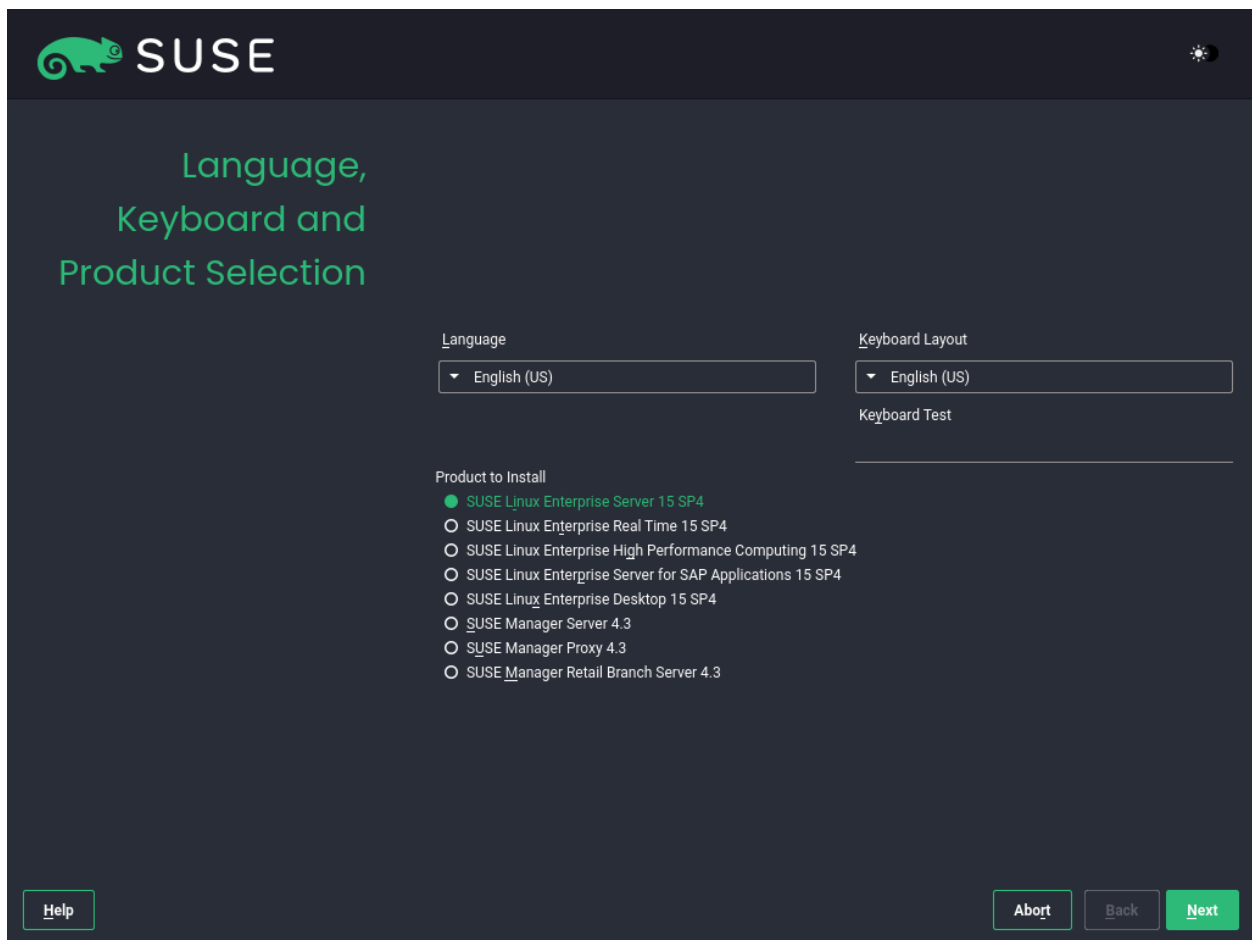 SUSE
Language,
Keyboard and
Product Selection
Language
Keyboard Layout
English (US)
English (US)
Keyboard Test
Product to Install
SUSE Linux Enterprise Server 15 SP4
SUSE Linux Enterprise Real Time 15 SP4
SUSE Linux Enterprise High Performance Computing 15 SP4
SUSE Linux Enterprise Server for SAP Applications 15 SP4
SUSE Linux Enterprise Desktop 15 SP4
SUSE Manager Server 4.3
SUSE Manager Proxy 4.3
SUSE Manager Retail Branch Server 4.3
Help
Abort
Back
Next